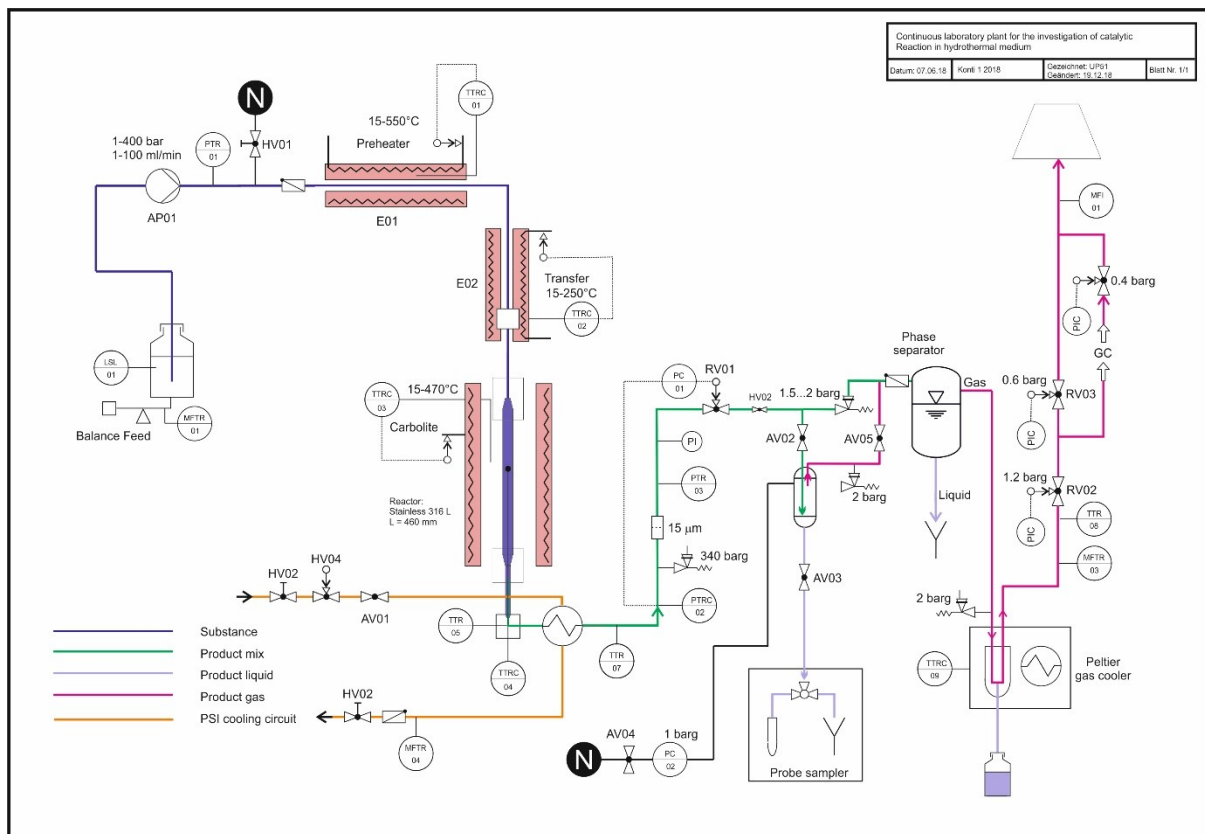 Continuous laboratory plant for the investigation of catalytic
Reaction in hydrothermal medium
Datum: 07.06.18
Konti 1 2018
Gezeichnet: UP61
Geändert: 19.12.18
Blatt Nr. 1/1
N
HV01
15-550°C
Preheater
TTRC
01
1-400 bar
1-100 ml/min
PTR
01
AP01
E01
E02
Transfer
15-250°C
TTRC
02
LSL
01
MFTR
01
Balance Feed
15-470°C
TTRC
03
Carbolite
Reactor:
Stainless 316 L
L = 460 mm
HV02
HV04
AV01
TTR
05
TTRC
04
TTR
07
HV02
MFTR
04
Substance
Product mix
Product liquid
Product gas
PSI cooling circuit
PC
01
RV01
HV02
1.5...2 barg
PI
PTR
03
15 μm
340 barg
PTRC
02
AV02
AV05
2 barg
AV03
Probe sampler
N
AV04
PC
02
1 barg
Phase
separator
Gas
Liquid
MFI
01
0.4 barg
PIC
GC
0.6 barg
RV03
PIC
1.2 barg
RV02
PIC
TTR
08
MFTR
03
2 barg
TTRC
09
Peltier
gas cooler